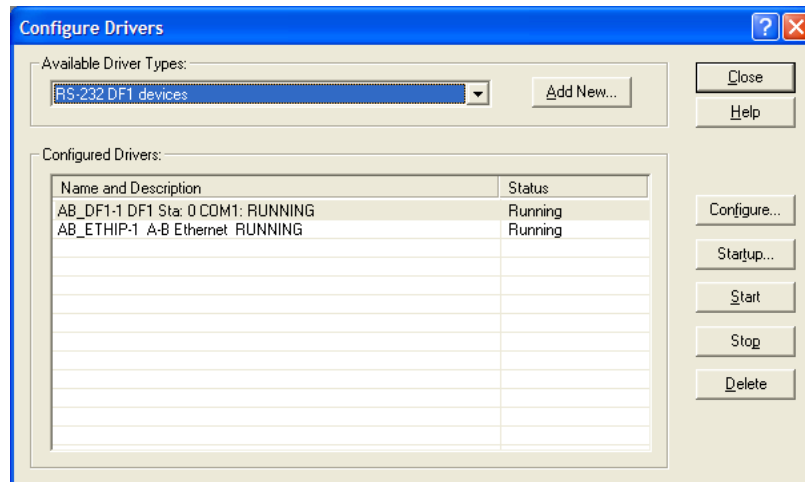 Configure Drivers
Available Driver Types:
RS-232 DF1 devices
Add New...
Close
Help
Configured Drivers:
Name and Description Status
AB_DF1-1 DF1 Sta: 0 COM1: RUNNING Running
AB_ETHIP-1 A-B Ethernet RUNNING Running
Configure...
Startup...
Start
Stop
Delete